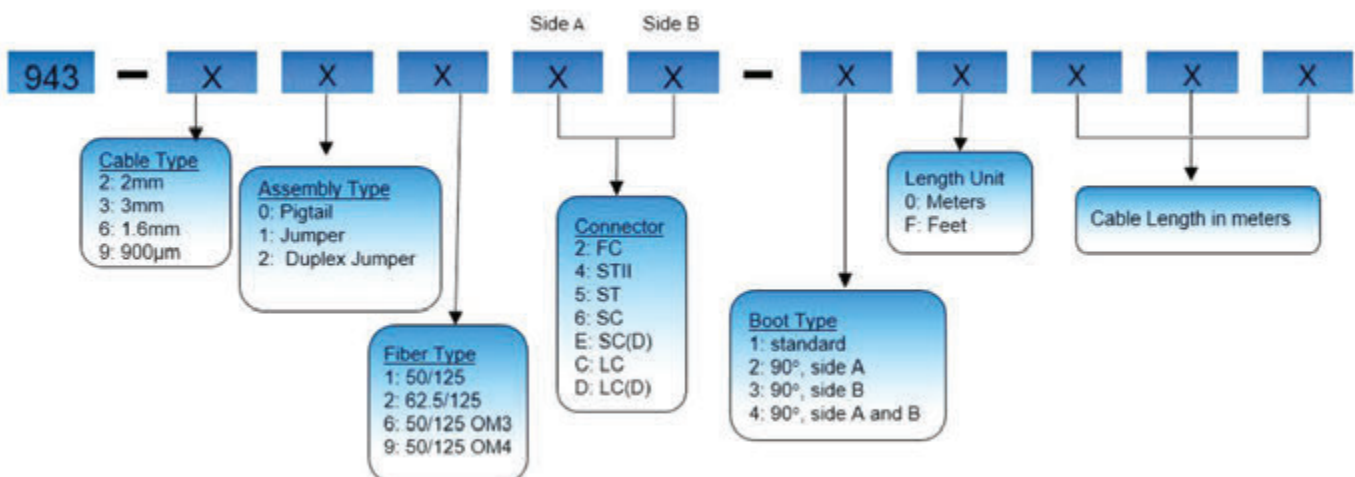 Side A Side B
943 - X X X X X - X X X X X
Cable Type
2: 2mm
3: 3mm
6: 1.6mm
9: 900µm
Assembly Type
0: Pigtail
1: Jumper
2: Duplex Jumper
Fiber Type
1: 50/125
2: 62.5/125
6: 50/125 OM3
9: 50/125 OM4
Connector
2: FC
4: STII
5: ST
6: SC
E: SC(D)
C: LC
D: LC(D)
Boot Type
1: standard
2: 90°, side A
3: 90°, side B
4: 90°, side A and B
Length Unit
0: Meters
F: Feet
Cable Length in meters